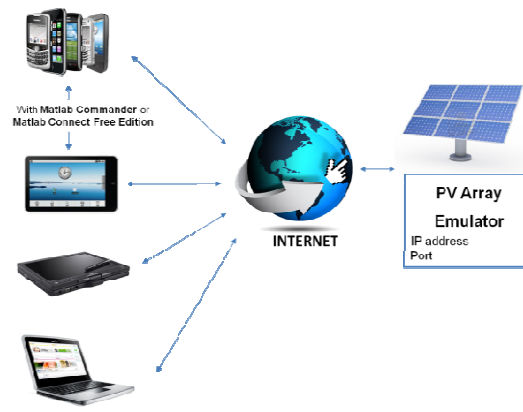 With Matlab Commander or
Matlab Connect Free Edition
INTERNET
PV Array
Emulator
IP address
Port